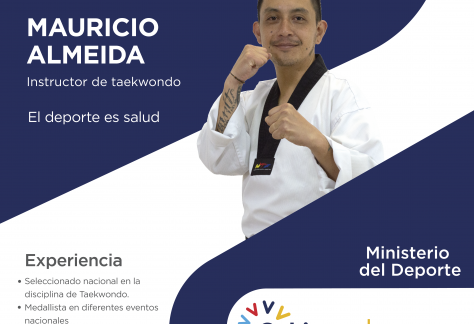 MAURICIO
ALMEIDA
Instructor de taekwondo
El deporte es salud
Experiencia
• Seleccionado nacional en la
disciplina de Taekwondo.
• Medallista en diferentes eventos
nacionales
Ministerio
del Deporte